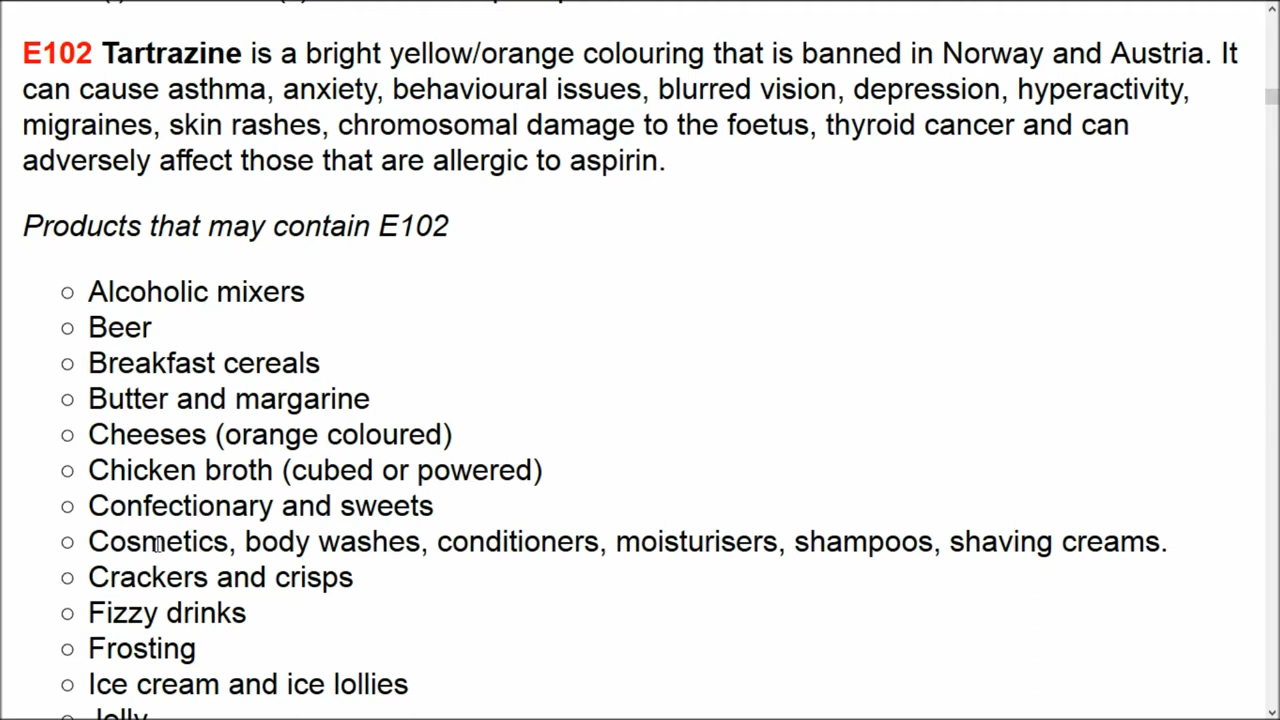 E102 Tartrazine is a bright yellow/orange colouring that is banned in Norway and Austria. It
can cause asthma, anxiety, behavioural issues, blurred vision, depression, hyperactivity,
migraines, skin rashes, chromosomal damage to the foetus, thyroid cancer and can
adversely affect those that are allergic to aspirin.
Products that may contain E102
Alcoholic mixers
Beer
Breakfast cereals
Butter and margarine
Cheeses (orange coloured)
Chicken broth (cubed or powered)
Confectionary and sweets
Cosmetics, body washes, conditioners, moisturisers, shampoos, shaving creams.
Crackers and crisps
Fizzy drinks
Frosting
Ice cream and ice lollies
Jelly